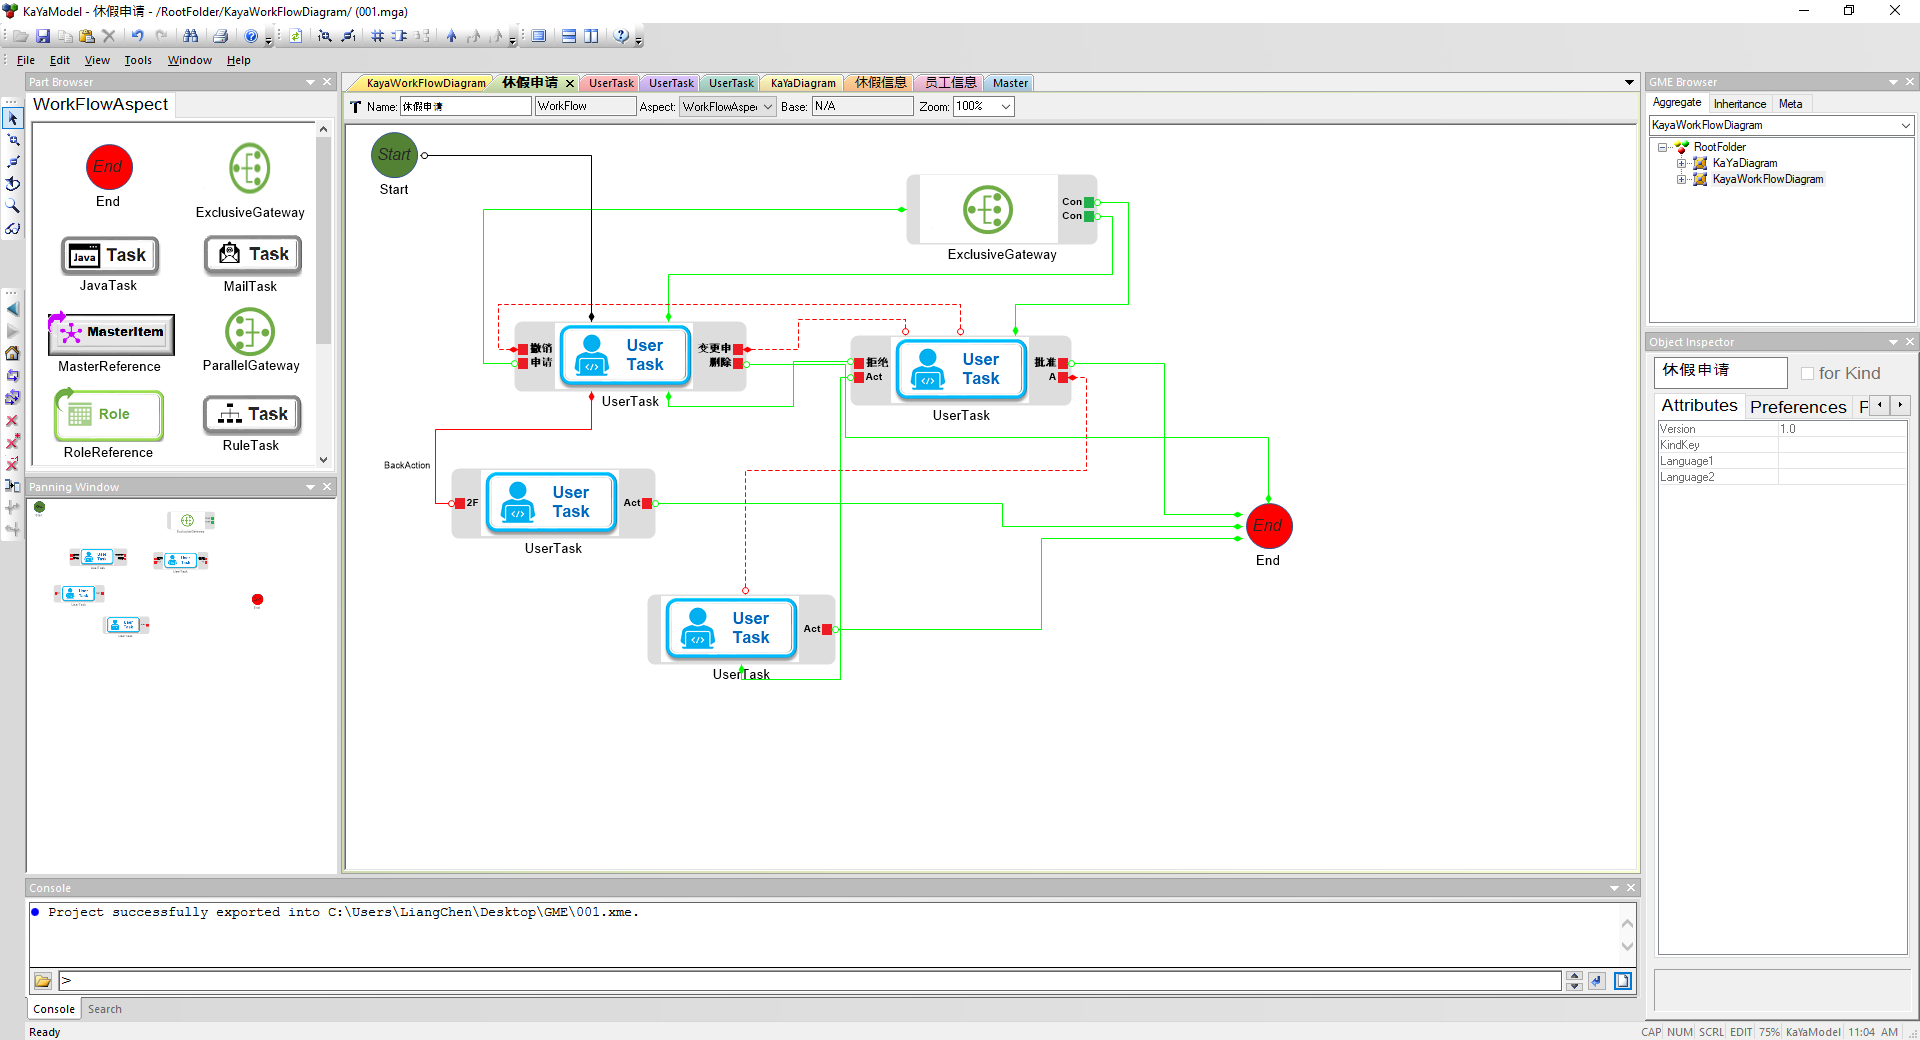 KaYaModel - 休假申请 - /RootFolder/KayaWorkFlowDiagram/ (001.mga)
File Edit View Tools Window Help
Part Browser
WorkFlowAspect
End
End
ExclusiveGateway
Java Task
JavaTask
Task
MailTask
MasterItem
MasterReference
ParallelGateway
Role
RoleReference
Task
RuleTask
Panning Window
KayaWorkFlowDiagram 休假申请 UserTask UserTask UserTask KaYaDiagram 休假信息 员工信息 Master
Name: 休假申请 WorkFlow Aspect: WorkFlowAspe Base: N/A Zoom: 100%
Start
Start
Con
Con
ExclusiveGateway
撤销
申请
User
Task
变更申
删除
UserTask
拒绝
Act
User
Task
批准
A
UserTask
BackAction
2F
User
Task
Act
UserTask
End
End
User
Task
Act
UserTask
GME Browser
Aggregate Inheritance Meta
KayaWorkFlowDiagram
RootFolder
KaYaDiagram
KayaWorkFlowDiagram
Object Inspector
休假申请
for Kind
Attributes Preferences
Version 1.0
KindKey
Language1
Language2
Console
Project successfully exported into C:\Users\LiangChen\Desktop\GME\001.xme.
>
Console Search
Ready
CAP NUM SCRL EDIT 75% KaYaModel 11:04 AM